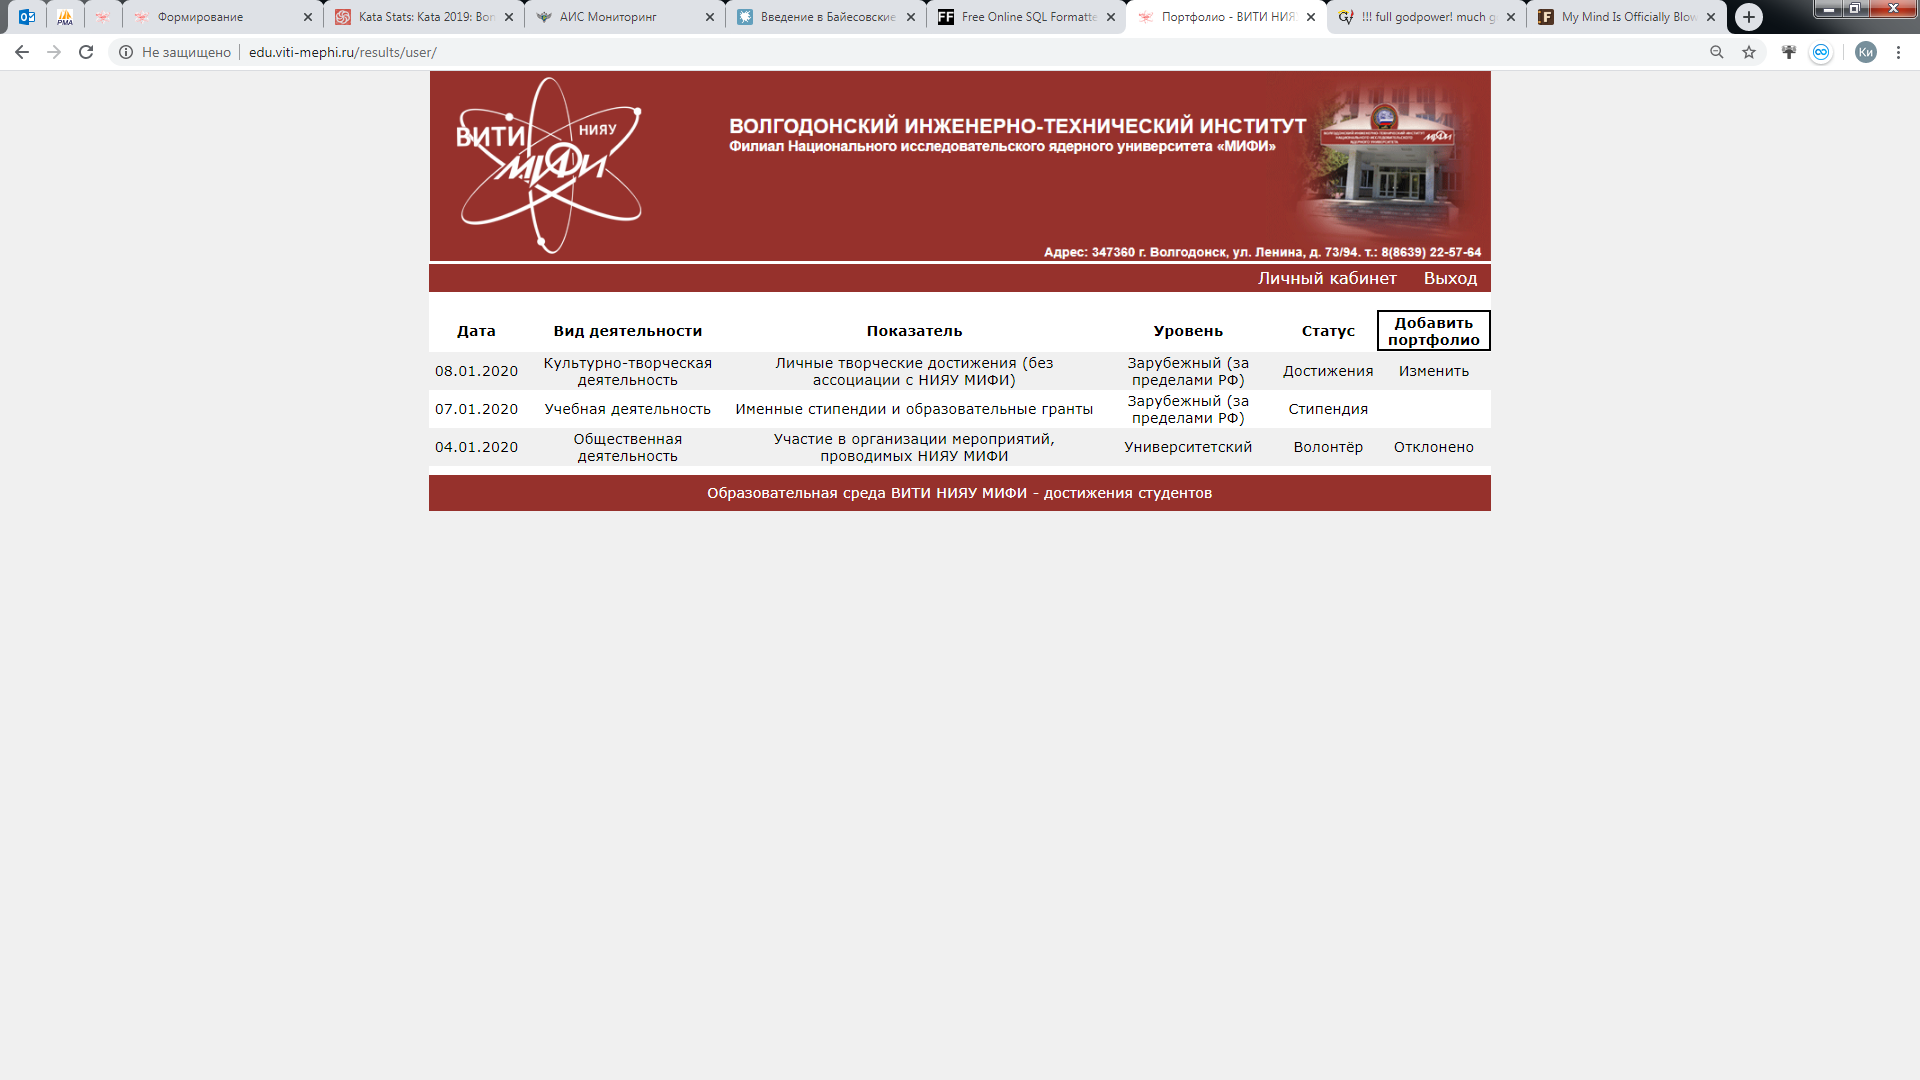 Формирование
Kata Stats: Kata 2019: Bor
АИС Мониторинг
Введение в Байесовские
Free Online SQL Formatte
Портфолио - ВИТИ НИЯ
!!! full godpower! much g
My Mind Is Officially Blow
Не защищено
edu.viti-mephi.ru/results/user/
Ки
ВИТИ НИЯУ
МИФИ
ВОЛГОДОНСКИЙ ИНЖЕНЕРНО-ТЕХНИЧЕСКИЙ ИНСТИТУТ
Филиал Национального исследовательского ядерного университета «МИФИ»
Адрес: 347360 г. Волгодонск, ул. Ленина, д. 73/94. т.: 8(8639) 22-57-64
Личный кабинет Выход
Дата Вид деятельности Показатель Уровень Статус Добавить
портфолио
08.01.2020 Культурно-творческая
деятельность
Личные творческие достижения (без
ассоциации с НИЯУ МИФИ)
Зарубежный (за
пределами РФ)
Достижения Изменить
07.01.2020 Учебная деятельность Именные стипендии и образовательные гранты Зарубежный (за
пределами РФ)
Стипендия
04.01.2020 Общественная
деятельность
Участие в организации мероприятий,
проводимых НИЯУ МИФИ
Университетский Волонтёр Отклонено
Образовательная среда ВИТИ НИЯУ МИФИ - достижения студентов